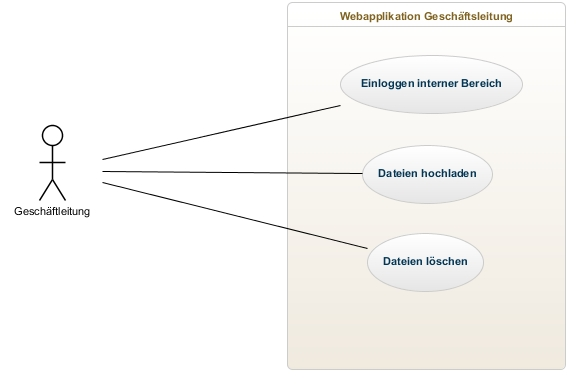 Webapplikation Geschäftsleitung
Einloggen interner Bereich
Dateien hochladen
Geschäftleitung
Dateien löschen